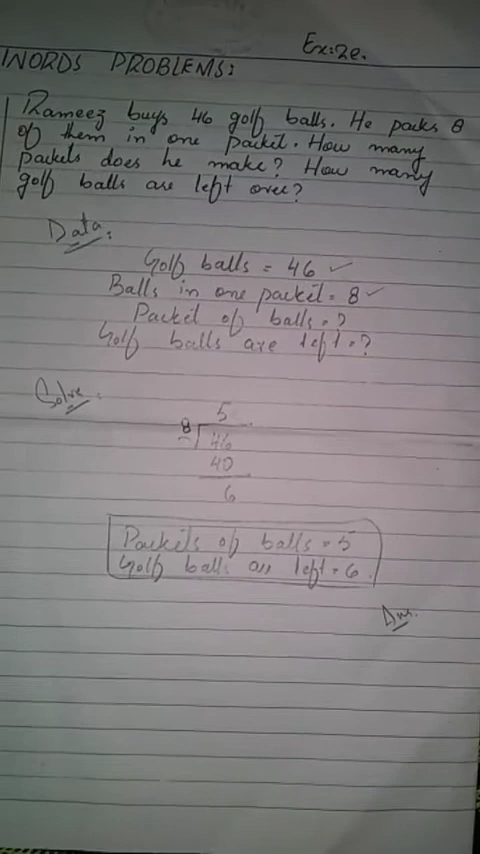 Ex:2e.
WORDS PROBLEMS:
Rameez buys 46 golf balls. He packs 8
of them in one packet. How many
packets does he make? How many
golf balls are left over?
Data:
Golf balls = 46 ✓
Balls in one packet = 8 ✓
Packet of balls = ?
Golf balls are left = ?
Solve:
5
8 46
40
6
Packets of balls = 5
Golf balls are left = 6.
Ans.